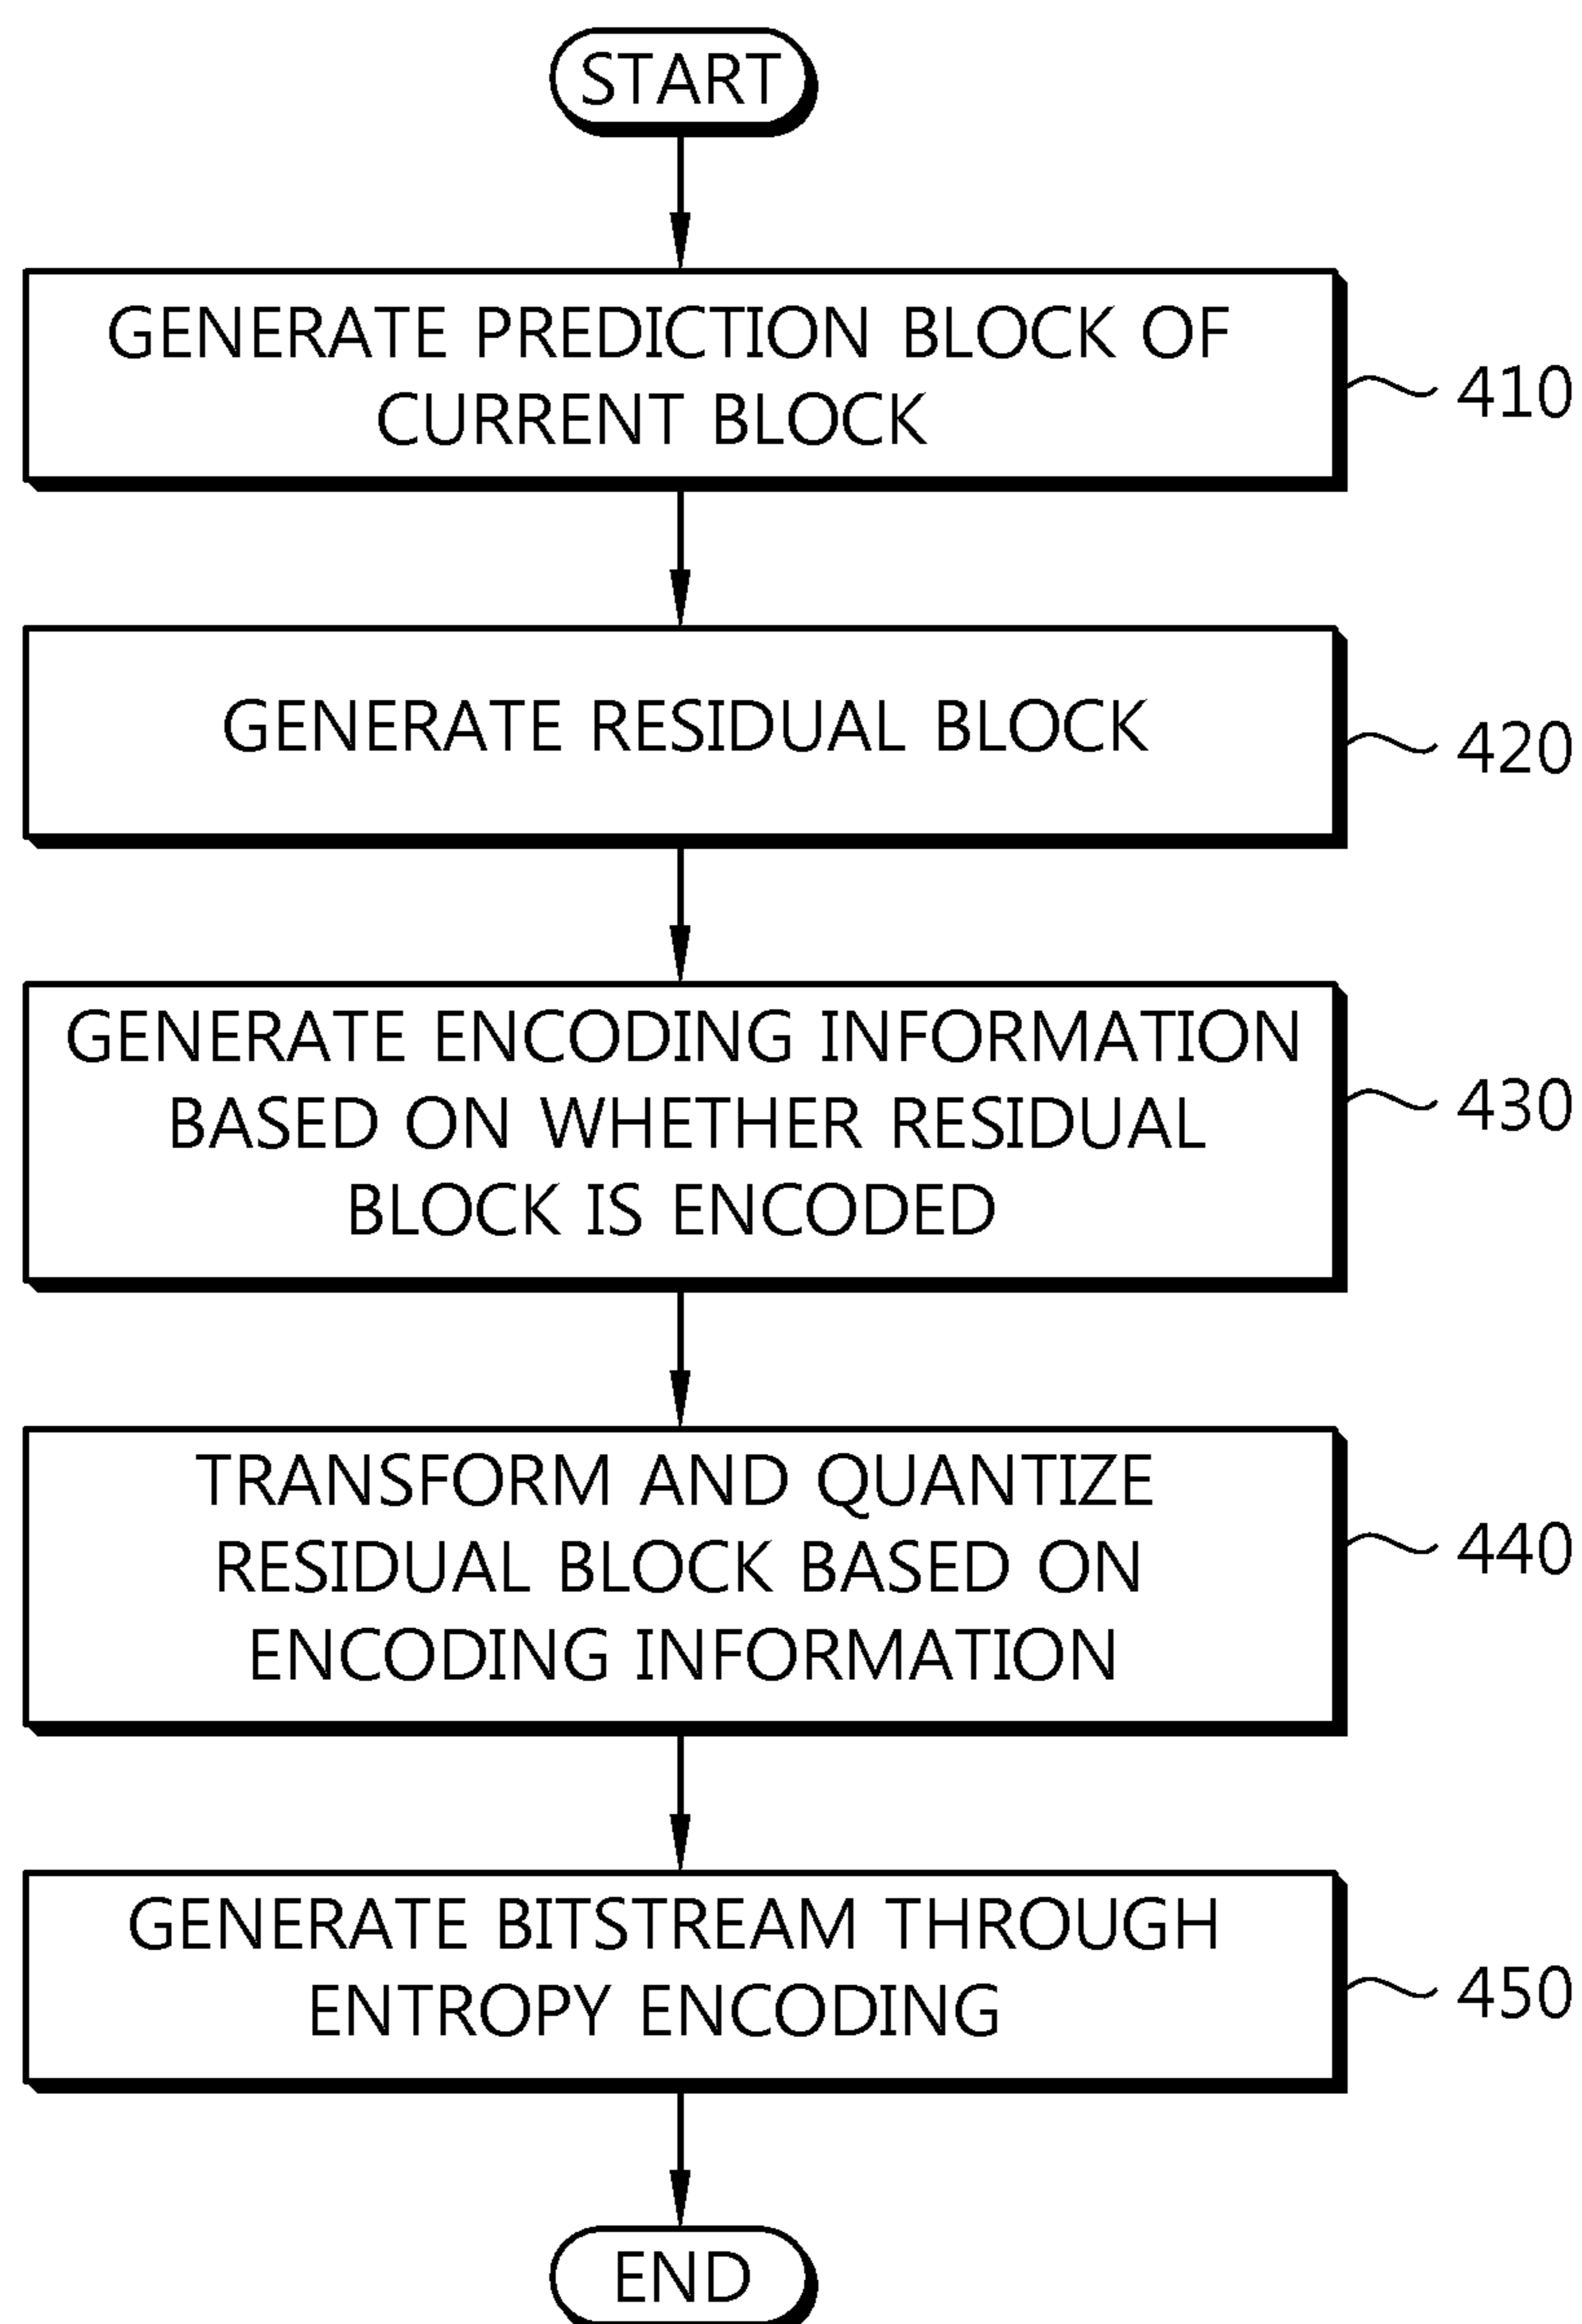 START
GENERATE PREDICTION BLOCK OF
CURRENT BLOCK
410
GENERATE RESIDUAL BLOCK
420
GENERATE ENCODING INFORMATION
BASED ON WHETHER RESIDUAL
BLOCK IS ENCODED
430
TRANSFORM AND QUANTIZE
RESIDUAL BLOCK BASED ON
ENCODING INFORMATION
440
GENERATE BITSTREAM THROUGH
ENTROPY ENCODING
450
END